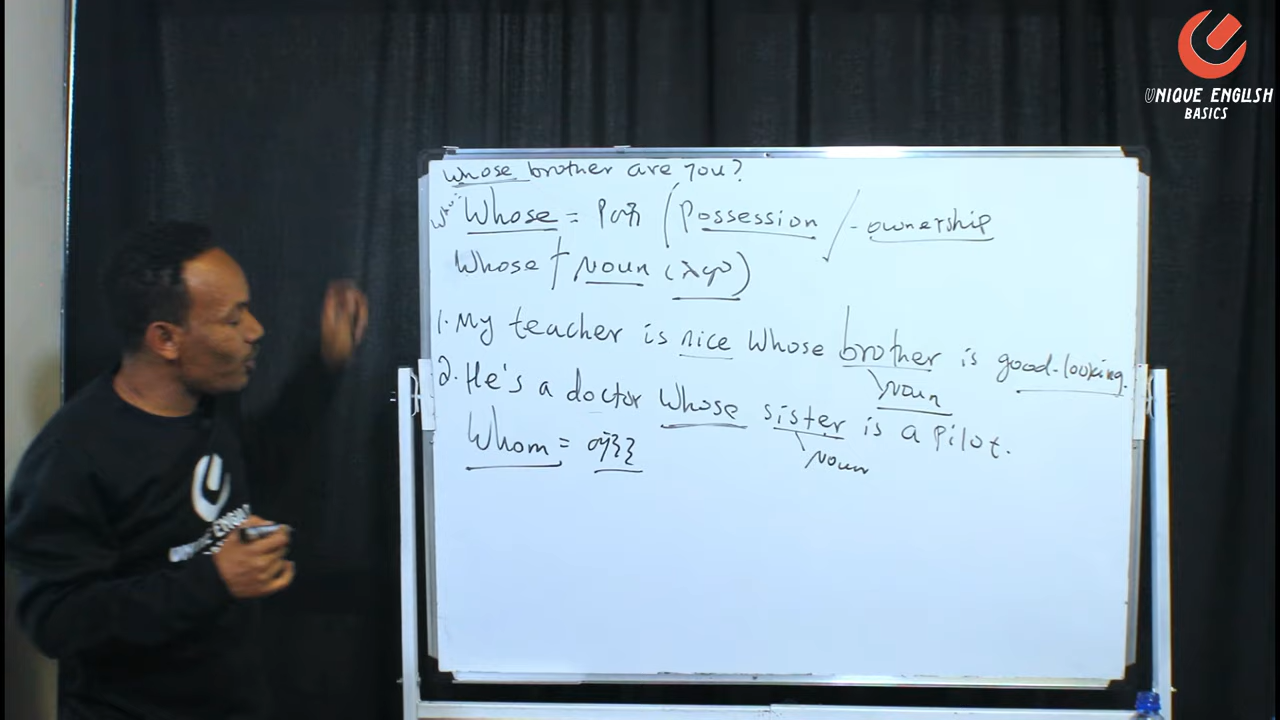 UNIQUE ENGLISH
BASICS
Whose brother are you?
Whose = የማን / Possession / - ownership
Whose + Noun (ስም)
1. My teacher is nice whose brother is good-looking.
Noun
2. He's a doctor whose sister is a pilot.
Noun
Whom = ማንን